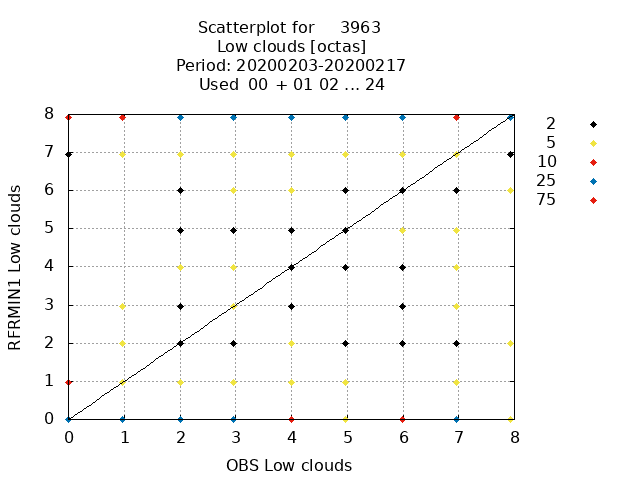 Scatterplot for 3963
Low clouds [octas]
Period: 20200203-20200217
Used 00 + 01 02 ... 24
8
7
6
5
4
3
2
1
0
RFRMIN1 Low clouds
0 1 2 3 4 5 6 7 8
OBS Low clouds
2
5
10
25
75